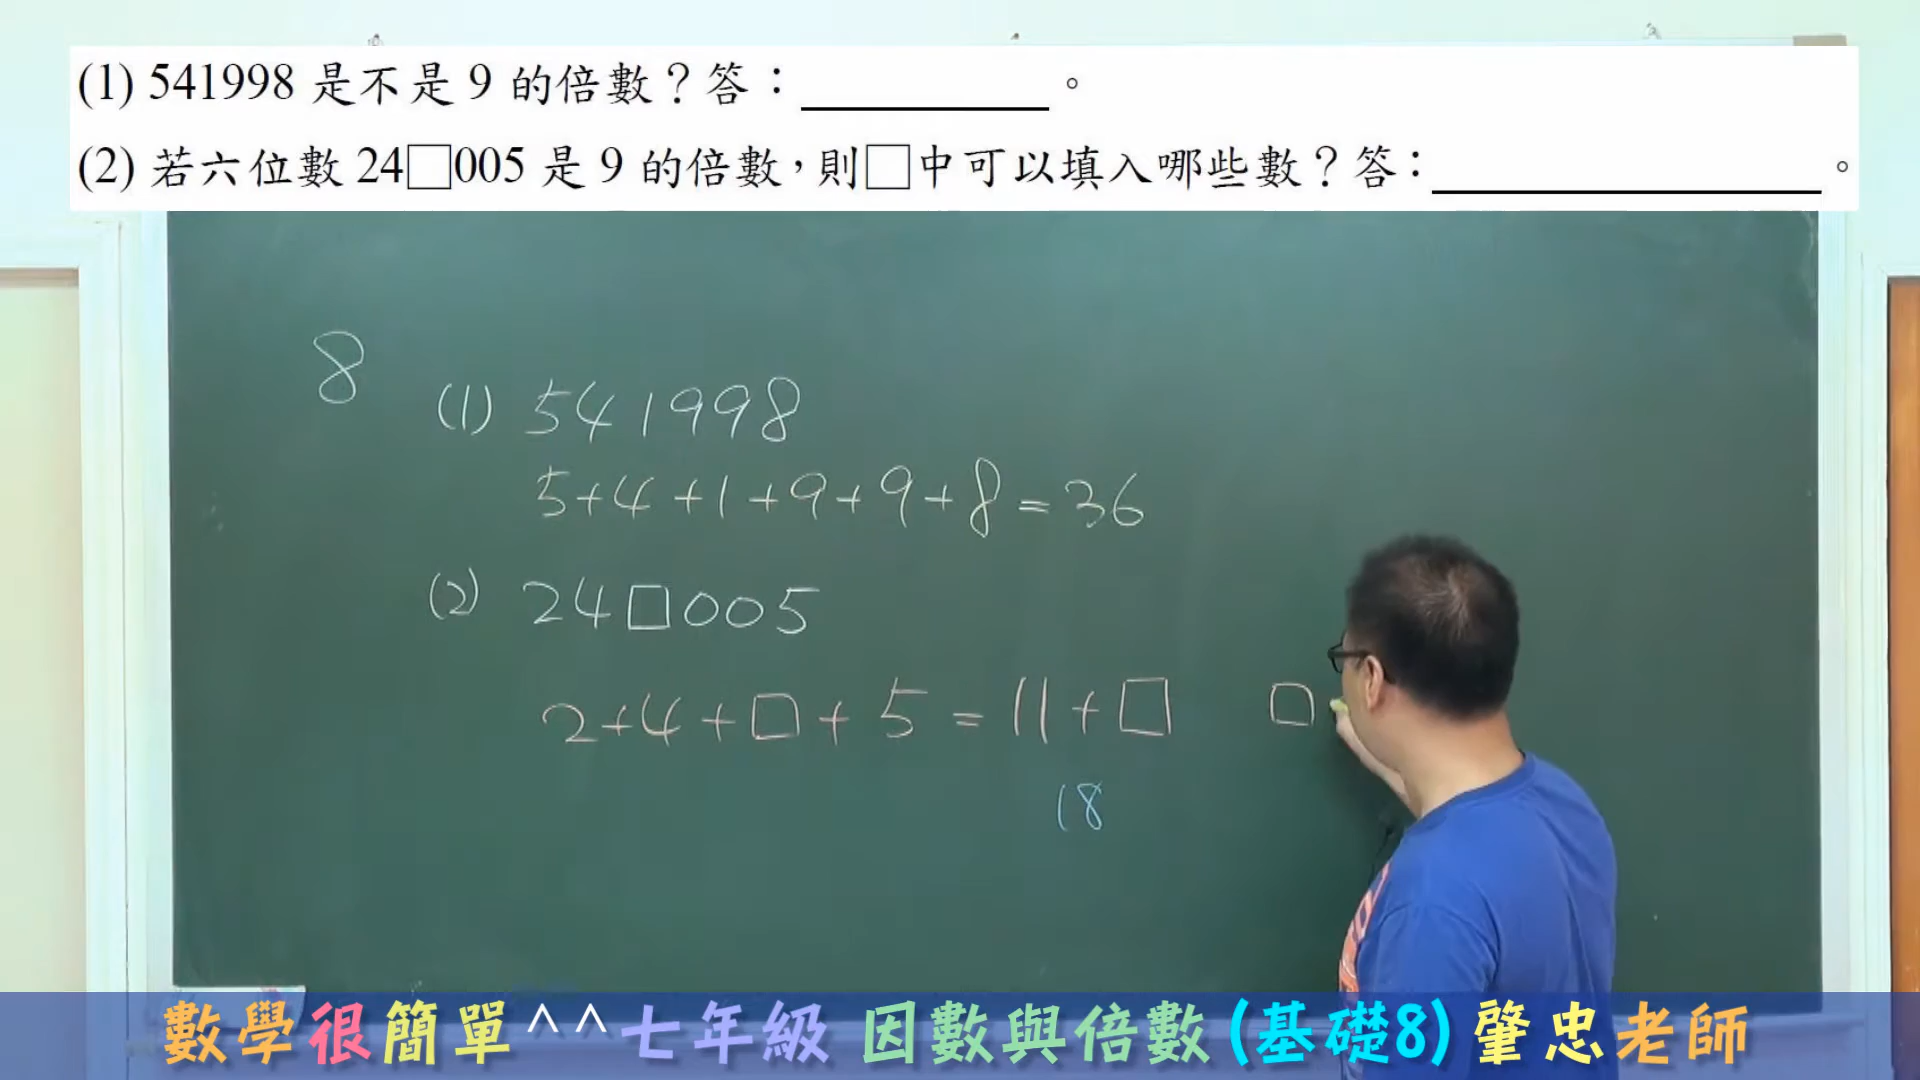 (1) 541998 是不是 9 的倍數？答：＿＿＿＿＿。
(2) 若六位數 24□005 是 9 的倍數，則□中可以填入哪些數？答：＿＿＿＿＿＿＿＿。
8
(1) 541998
5+4+1+9+9+8=36
(2) 24□005
2+4+□+5=11+□ □
18
數學很簡單^^七年級 因數與倍數(基礎8) 肇忠老師